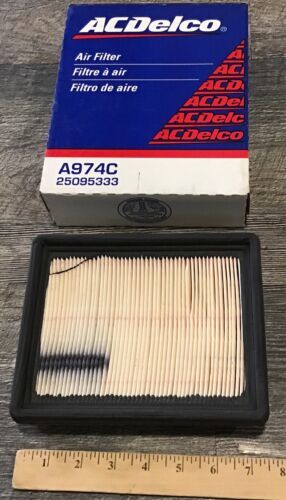 ACDelco®
Air Filter
Filtre à air
Filtro de aire
ACDelco
ACDelco
ACDelco
ACDelco
ACDelco
A974C
25095333
1 2 3 4 5 6 7 8